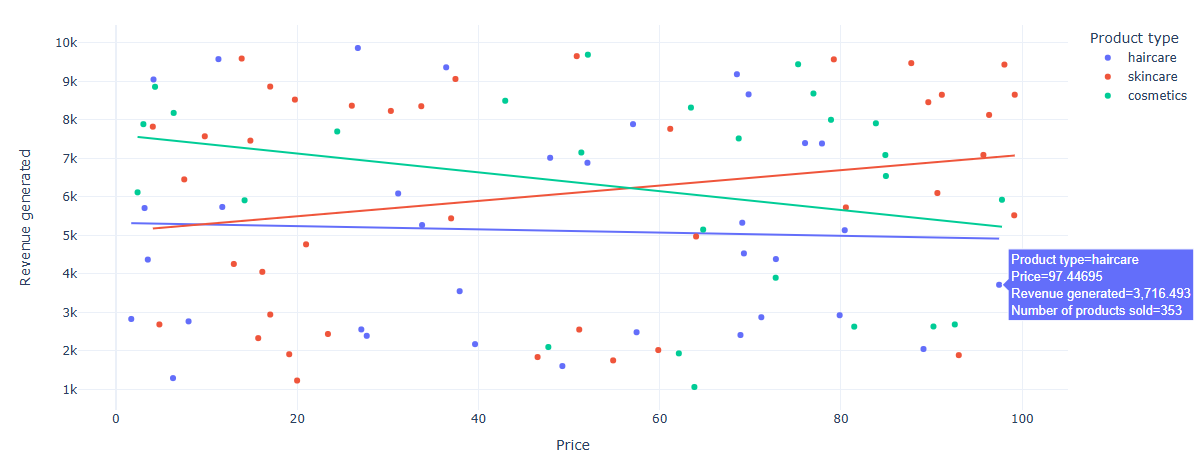 Product type
haircare
skincare
cosmetics
10k
9k
8k
7k
6k
5k
4k
3k
2k
1k
Revenue generated
Product type=haircare
Price=97.44695
Revenue generated=3,716.493
Number of products sold=353
0 20 40 60 80 100
Price